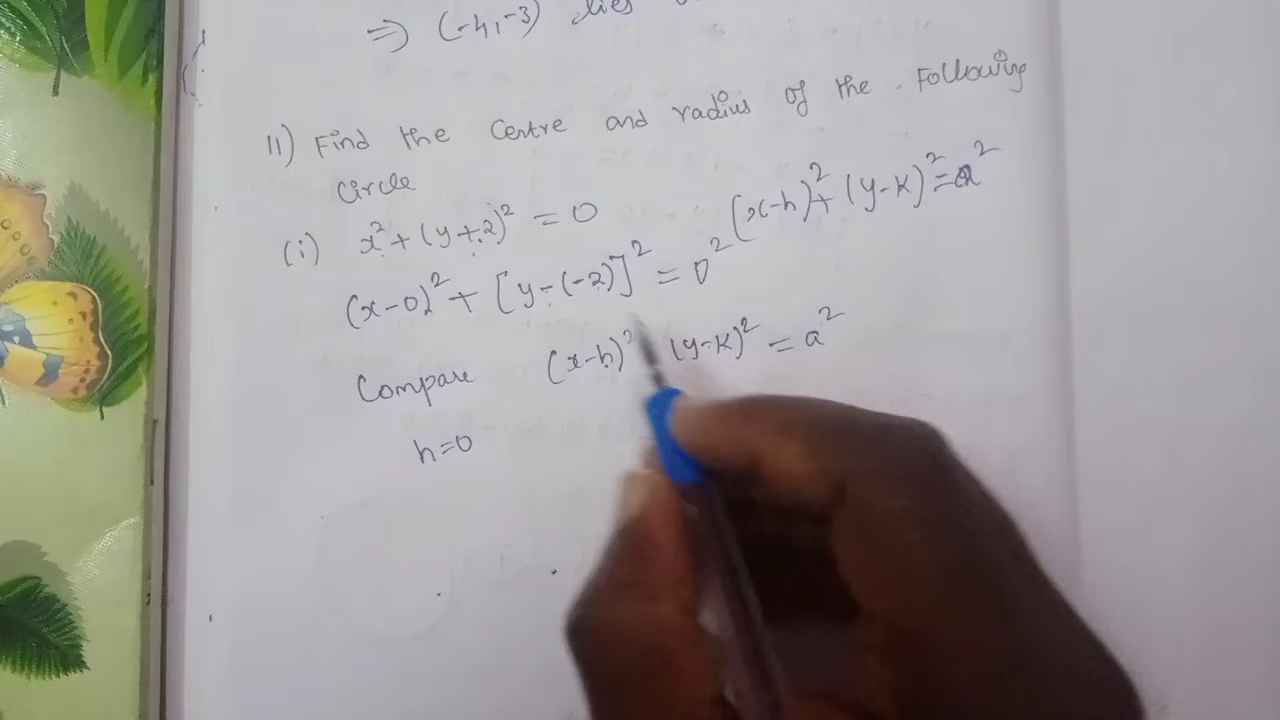 => (-4,-3) lies
11) Find the Centre and radius of the Following
Circle
(i) x² + (y+2)² = 0 (x-h)² + (y-k)² = a²
(x-0)² + [y-(-2)]² = 0²
Compare (x-h)² (y-k)² = a²
h=0